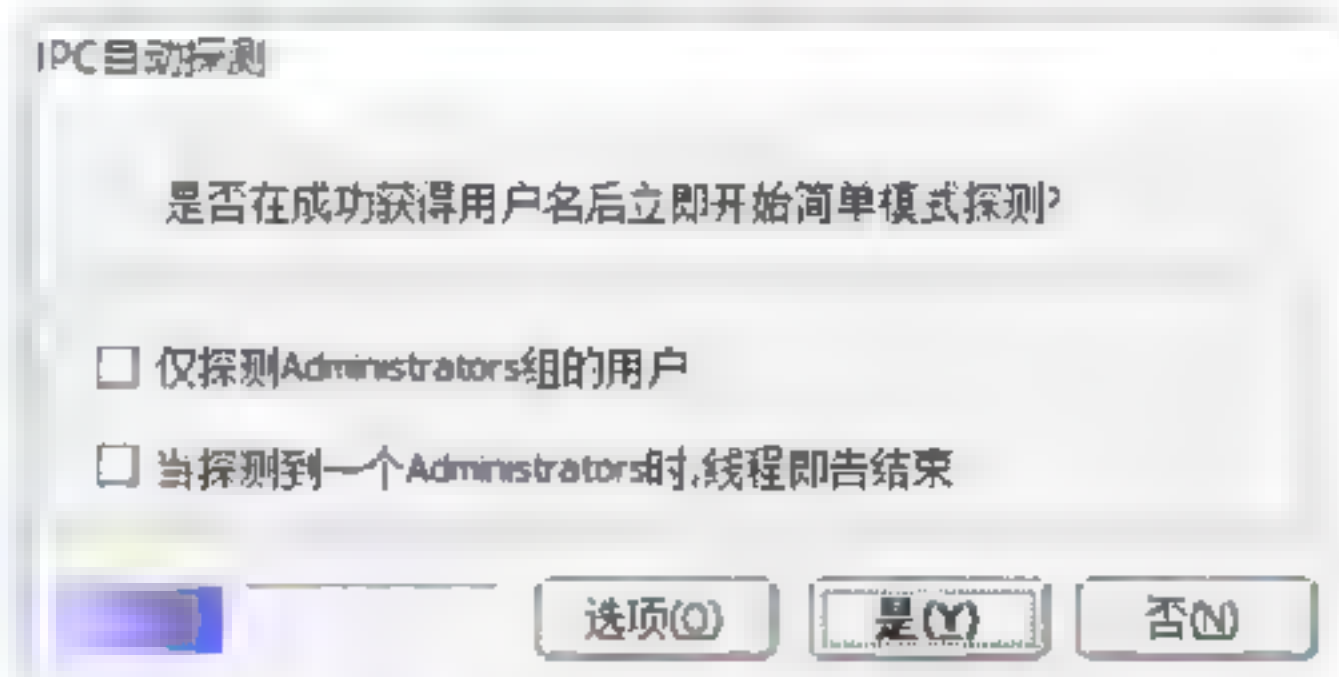 IPC自动探测
是否在成功获得用户名后立即开始简单模式探测?
仅探测Administrators组的用户
当探测到一个Administrators时,线程即告结束
选项(O) 是(Y) 否(N)